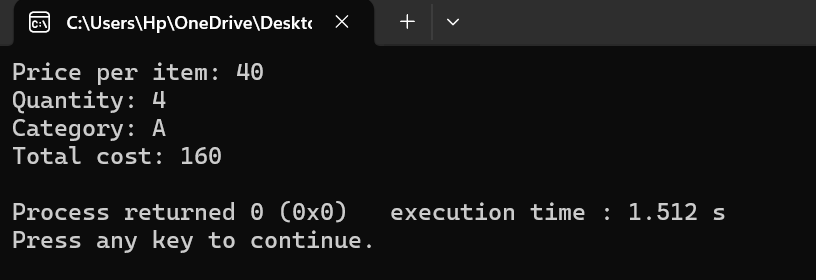 C:\Users\Hp\OneDrive\Deskto
Price per item: 40
Quantity: 4
Category: A
Total cost: 160
Process returned 0 (0x0)   execution time : 1.512 s
Press any key to continue.